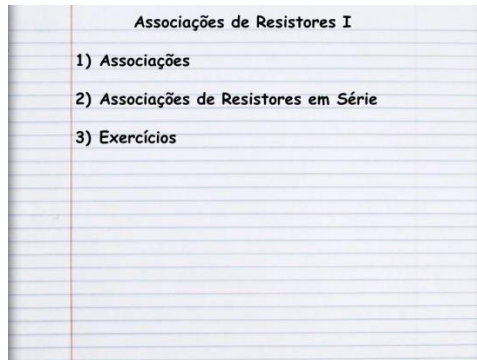 Associações de Resistores I
1) Associações
2) Associações de Resistores em Série
3) Exercícios